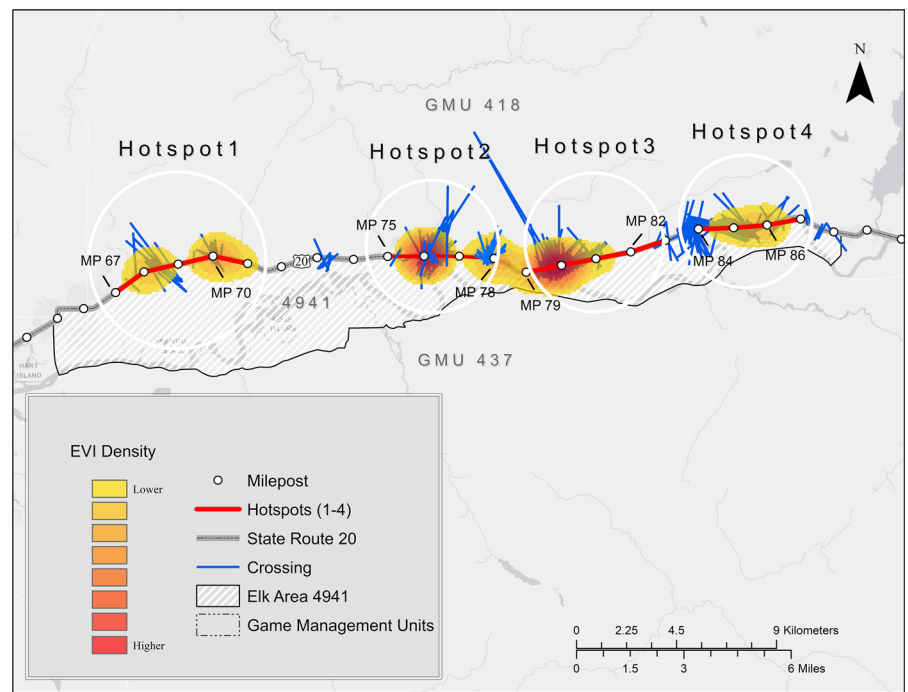 N
GMU 418
Hotspot1
Hotspot2
Hotspot3
Hotspot4
MP 67
MP 70
MP 75
MP 78
MP 79
MP 82
MP 84
MP 86
20
4941
GMU 437
HART
ISLAND
ISLAND
EVI Density
Lower
Higher
Milepost
Hotspots (1-4)
State Route 20
Crossing
Elk Area 4941
Game Management Units
0 2.25 4.5 9 Kilometers
0 1.5 3 6 Miles